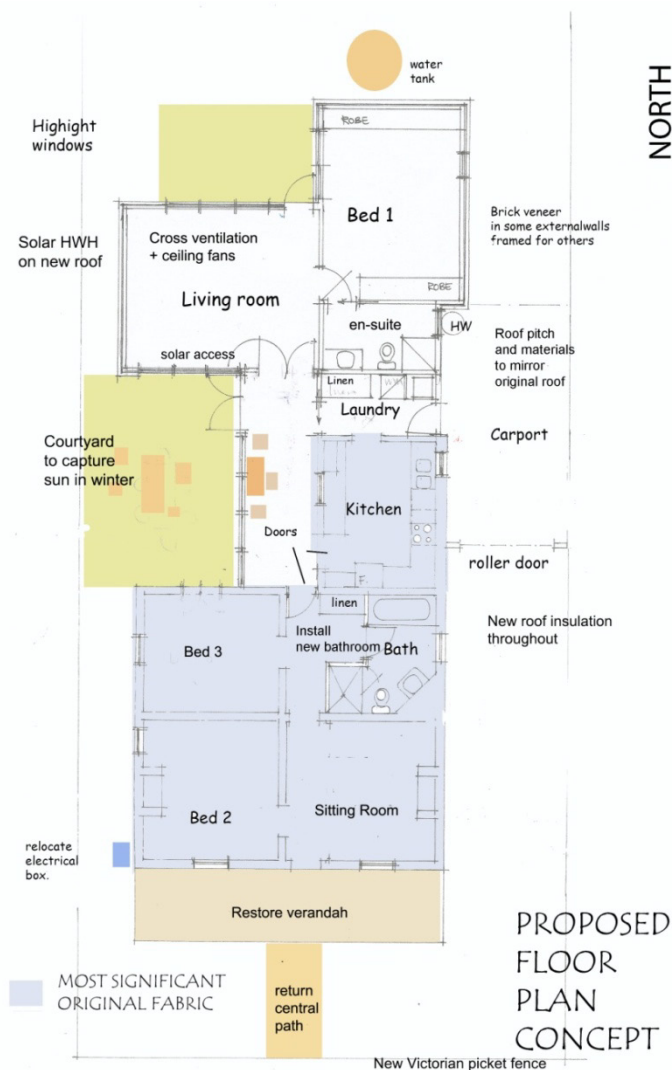 water
tank
NORTH
Highight
windows
ROBE
Bed 1
Brick veneer
in some externalwalls
framed for others
Solar HWH
on new roof
Cross ventilation
+ ceiling fans
Living room
ROBE
en-suite
HW
Roof pitch
and materials
to mirror
original roof
solar access
Linen
Laundry
Carport
Courtyard
to capture
sun in winter
Kitchen
Doors
roller door
F.
linen
Install
new bathroom
Bath
Bed 3
New roof insulation
throughout
Bed 2
Sitting Room
relocate
electrical
box.
Restore verandah
PROPOSED
FLOOR
PLAN
CONCEPT
MOST SIGNIFICANT
ORIGINAL FABRIC
return
central
path
New Victorian picket fence